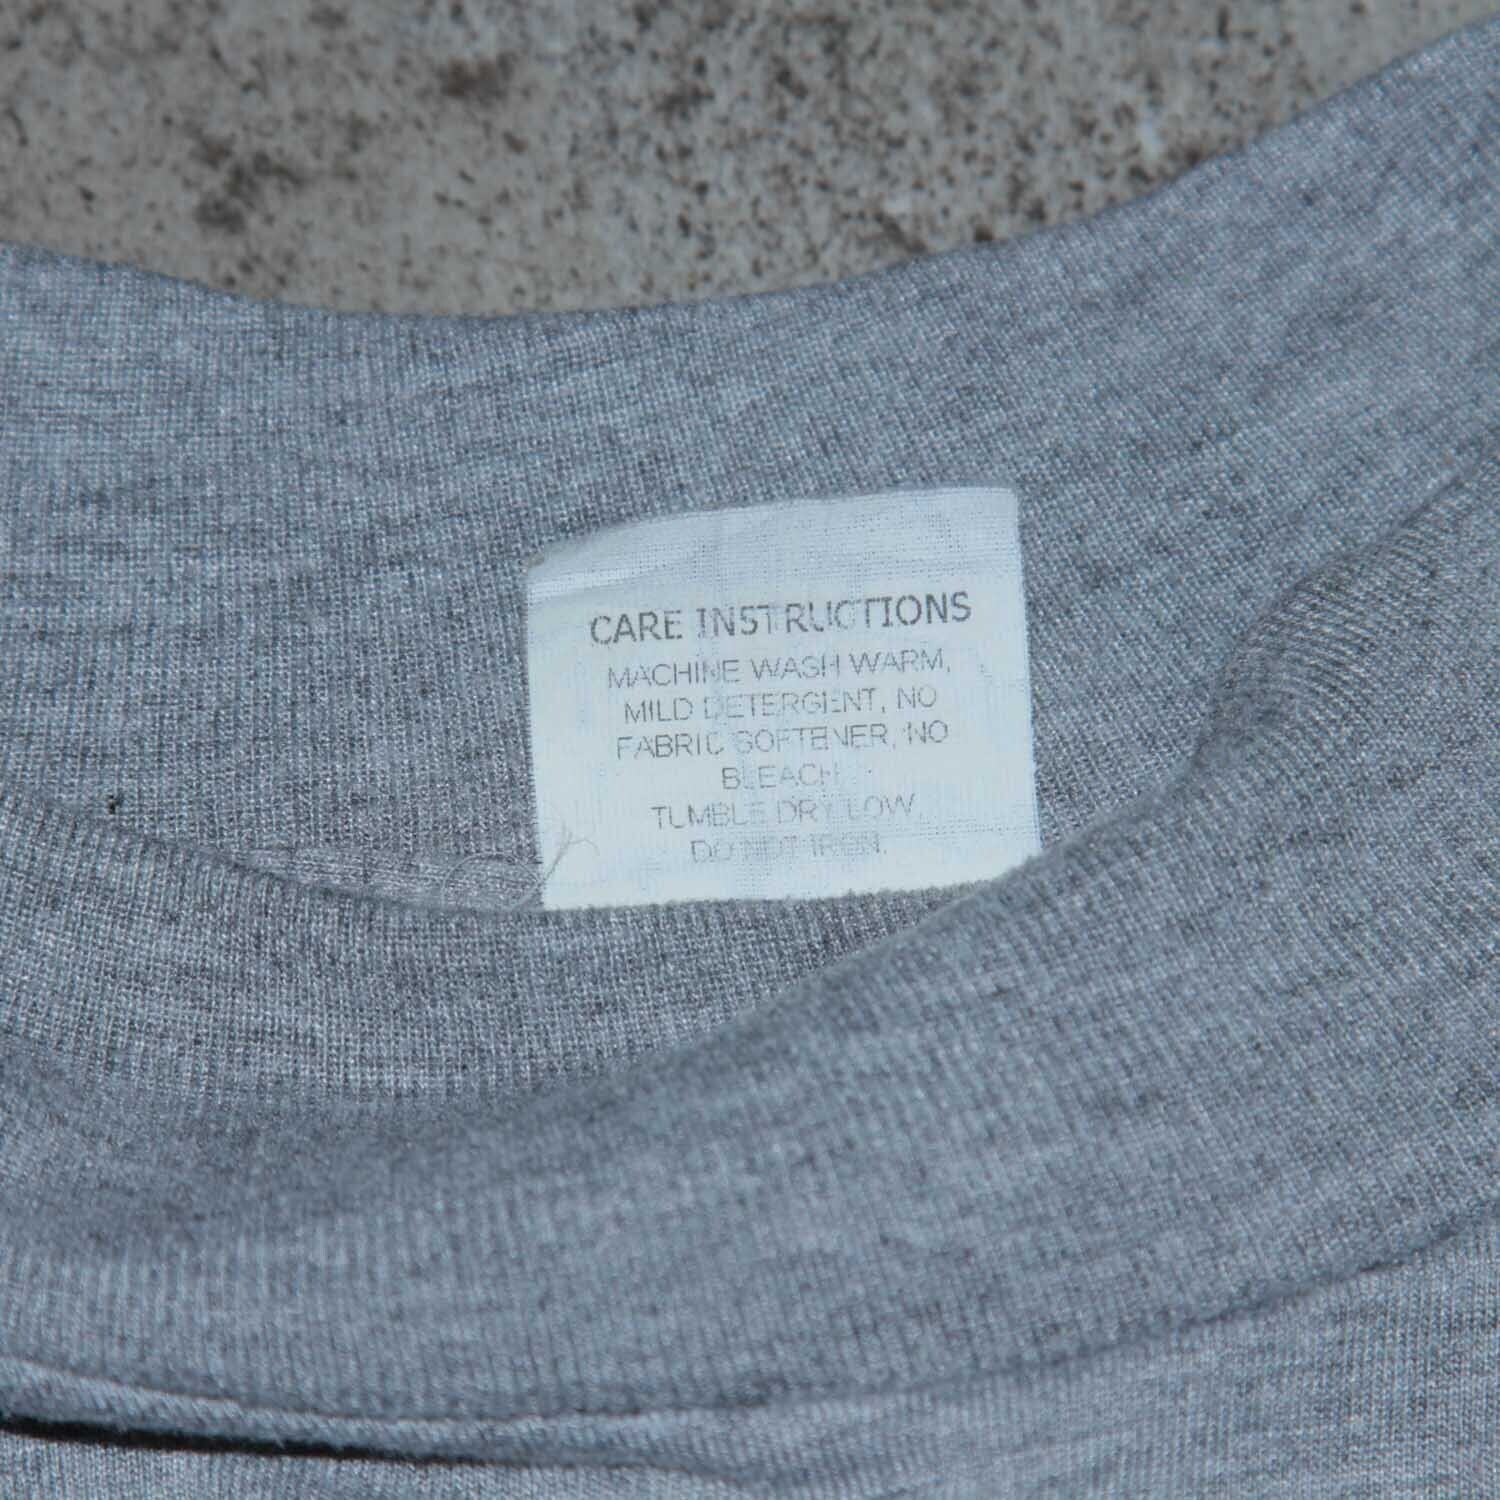 CARE INSTRUCTIONS
MACHINE WASH WARM,
MILD DETERGENT, NO
FABRIC SOFTENER, NO
BLEACH
TUMBLE DRY LOW,
DO NOT IRON.